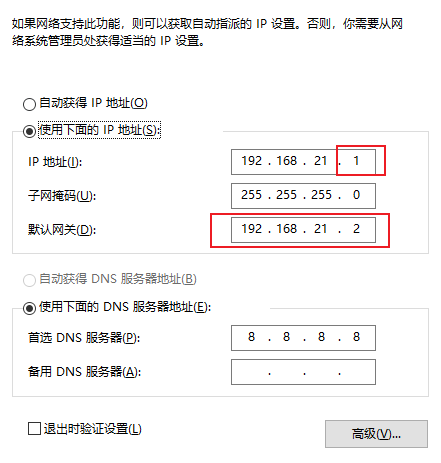 如果网络支持此功能，则可以获取自动指派的 IP 设置。否则，你需要从网
络系统管理员处获得适当的 IP 设置。
自动获得 IP 地址(O)
使用下面的 IP 地址(S):
IP 地址(I): 192 . 168 . 21 . 1
子网掩码(U): 255 . 255 . 255 . 0
默认网关(D): 192 . 168 . 21 . 2
自动获得 DNS 服务器地址(B)
使用下面的 DNS 服务器地址(E):
首选 DNS 服务器(P): 8 . 8 . 8 . 8
备用 DNS 服务器(A): . . .
退出时验证设置(L)
高级(V)...